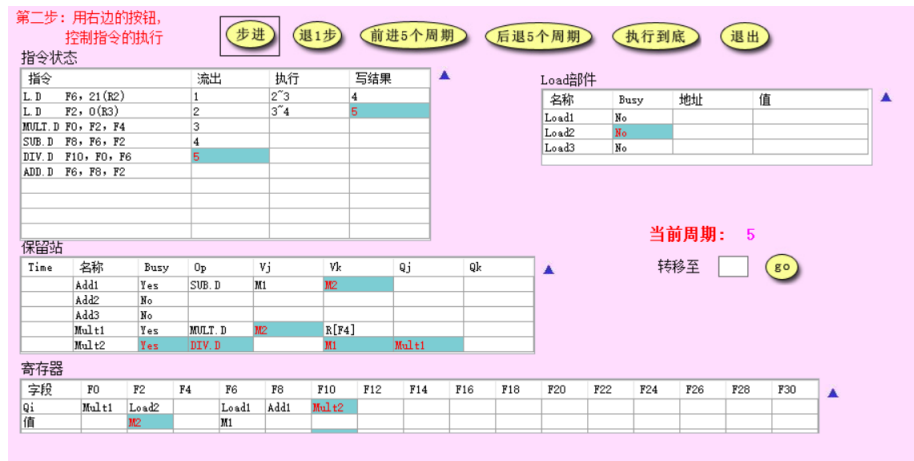 第二步：用右边的按钮，
控制指令的执行
步进 退1步 前进5个周期 后退5个周期 执行到底 退出
指令状态
指令 流出 执行 写结果
L.D F6，21(R2) 1 2~3 4
L.D F2，0(R3) 2 3~4 5
MULT.D F0，F2，F4 3
SUB.D F8，F6，F2 4
DIV.D F10，F0，F6 5
ADD.D F6，F8，F2
Load部件
名称 Busy 地址 值
Load1 No
Load2 No
Load3 No
当前周期： 5
转移至 go
保留站
Time 名称 Busy Op Vj Vk Qj Qk
Add1 Yes SUB.D M1 M2
Add2 No
Add3 No
Mult1 Yes MULT.D M2 R[F4]
Mult2 Yes DIV.D M1 Mult1
寄存器
字段 F0 F2 F4 F6 F8 F10 F12 F14 F16 F18 F20 F22 F24 F26 F28 F30
Qi Mult1 Load2 Load1 Add1 Mult2
值 M2 M1